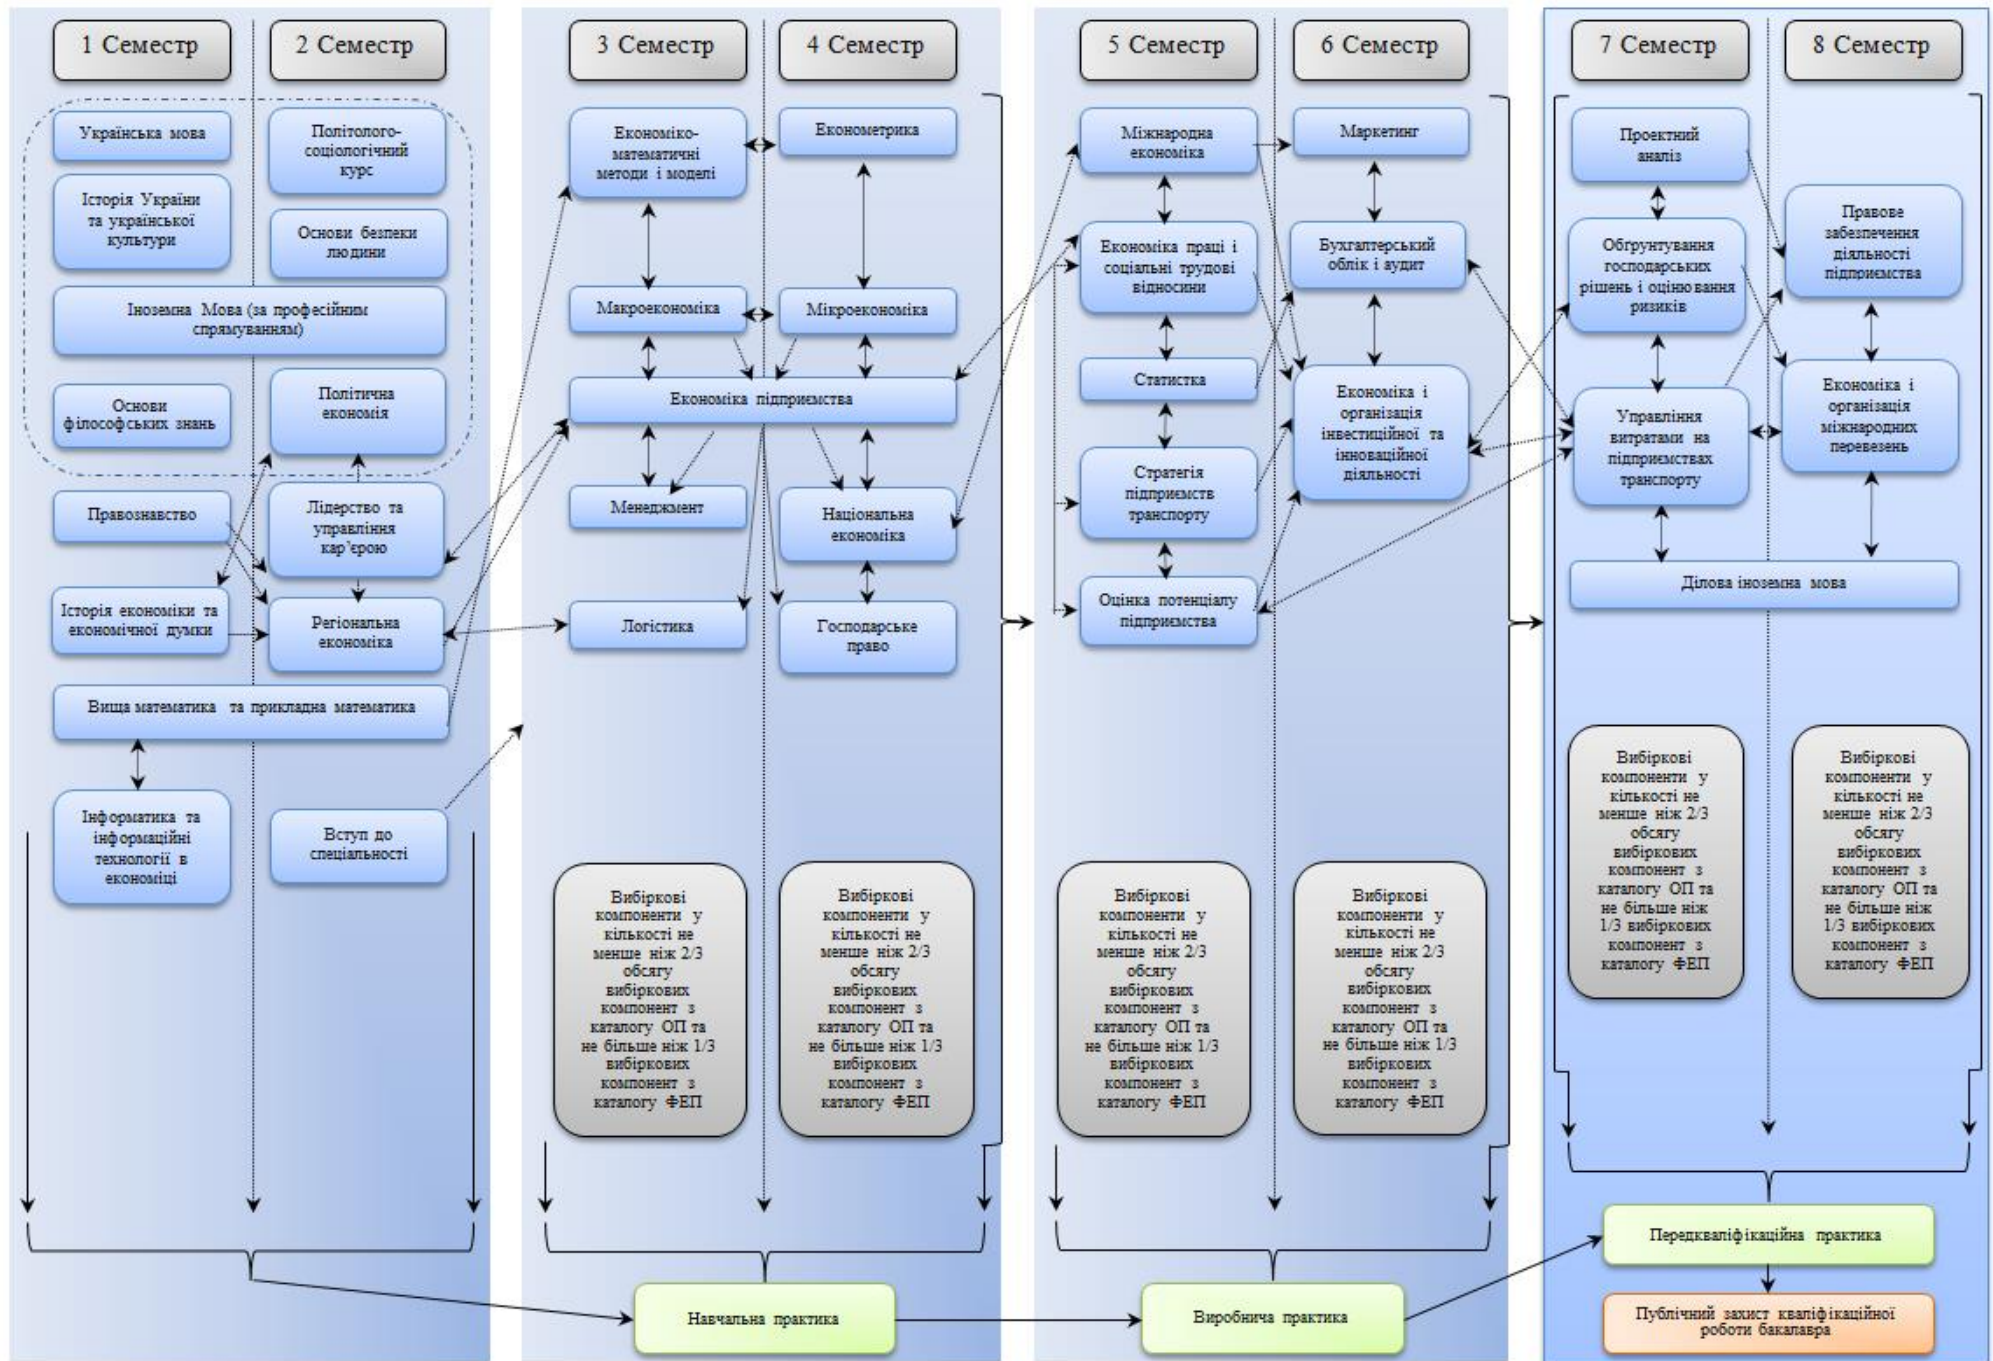 1 Семестр
2 Семестр
3 Семестр
4 Семестр
5 Семестр
6 Семестр
7 Семестр
8 Семестр
Українська мова
Історія України
та української
культури
Політолого-
соціологічний
курс
Основи безпеки
людини
Іноземна Мова (за професійним
спрямуванням)
Основи
філософських знань
Політична
економія
Правознавство
Лідерство та
управління
кар’єрою
Історія економіки та
економічної думки
Регіональна
економіка
Вища математика та прикладна математика
Інформатика та
інформаційні
технології в
економіці
Вступ до
спеціальності
Економіко-
математичні
методи і моделі
Економетрика
Макроекономіка
Мікроекономіка
Економіка підприємства
Менеджмент
Національна
економіка
Логістика
Господарське
право
Вибіркові
компоненти у
кількості не
менше ніж 2/3
обсягу
вибіркових
компонент з
каталогу ОП та
не більше ніж 1/3
вибіркових
компонент з
каталогу ФЕП
Вибіркові
компоненти у
кількості не
менше ніж 2/3
обсягу
вибіркових
компонент з
каталогу ОП та
не більше ніж 1/3
вибіркових
компонент з
каталогу ФЕП
Міжнародна
економіка
Маркетинг
Економіка праці і
соціальні трудові
відносини
Бухгалтерський
облік і аудит
Статистка
Економіка і
організація
інвестиційної та
інноваційної
діяльності
Стратегія
підприємств
транспорту
Оцінка потенціалу
підприємства
Вибіркові
компоненти у
кількості не
менше ніж 2/3
обсягу
вибіркових
компонент з
каталогу ОП та
не більше ніж 1/3
вибіркових
компонент з
каталогу ФЕП
Вибіркові
компоненти у
кількості не
менше ніж 2/3
обсягу
вибіркових
компонент з
каталогу ОП та
не більше ніж 1/3
вибіркових
компонент з
каталогу ФЕП
Проектний
аналіз
Правове
забезпечення
діяльності
підприємства
Обґрунтування
господарських
рішень і оцінювання
ризиків
Економіка і
організація
міжнародних
перевезень
Управління
витратами на
підприємствах
транспорту
Ділова іноземна мова
Вибіркові
компоненти у
кількості не
менше ніж 2/3
обсягу
вибіркових
компонент з
каталогу ОП та
не більше ніж
1/3 вибіркових
компонент з
каталогу ФЕП
Вибіркові
компоненти у
кількості не
менше ніж 2/3
обсягу
вибіркових
компонент з
каталогу ОП та
не більше ніж
1/3 вибіркових
компонент з
каталогу ФЕП
Навчальна практика
Виробнича практика
Передкваліфікаційна практика
Публічний захист кваліфікаційної
роботи бакалавра